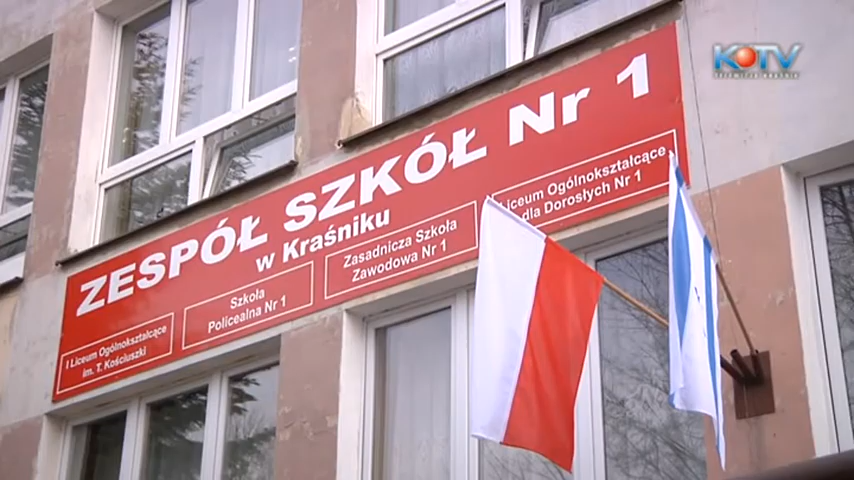 KOTV
ZESPÓŁ SZKÓŁ Nr 1
w Kraśniku
I Liceum Ogólnokształcące
im. T. Kościuszki
Szkoła
Policealna Nr 1
Zasadnicza Szkoła
Zawodowa Nr 1
Liceum Ogólnokształcące
dla Dorosłych Nr 1